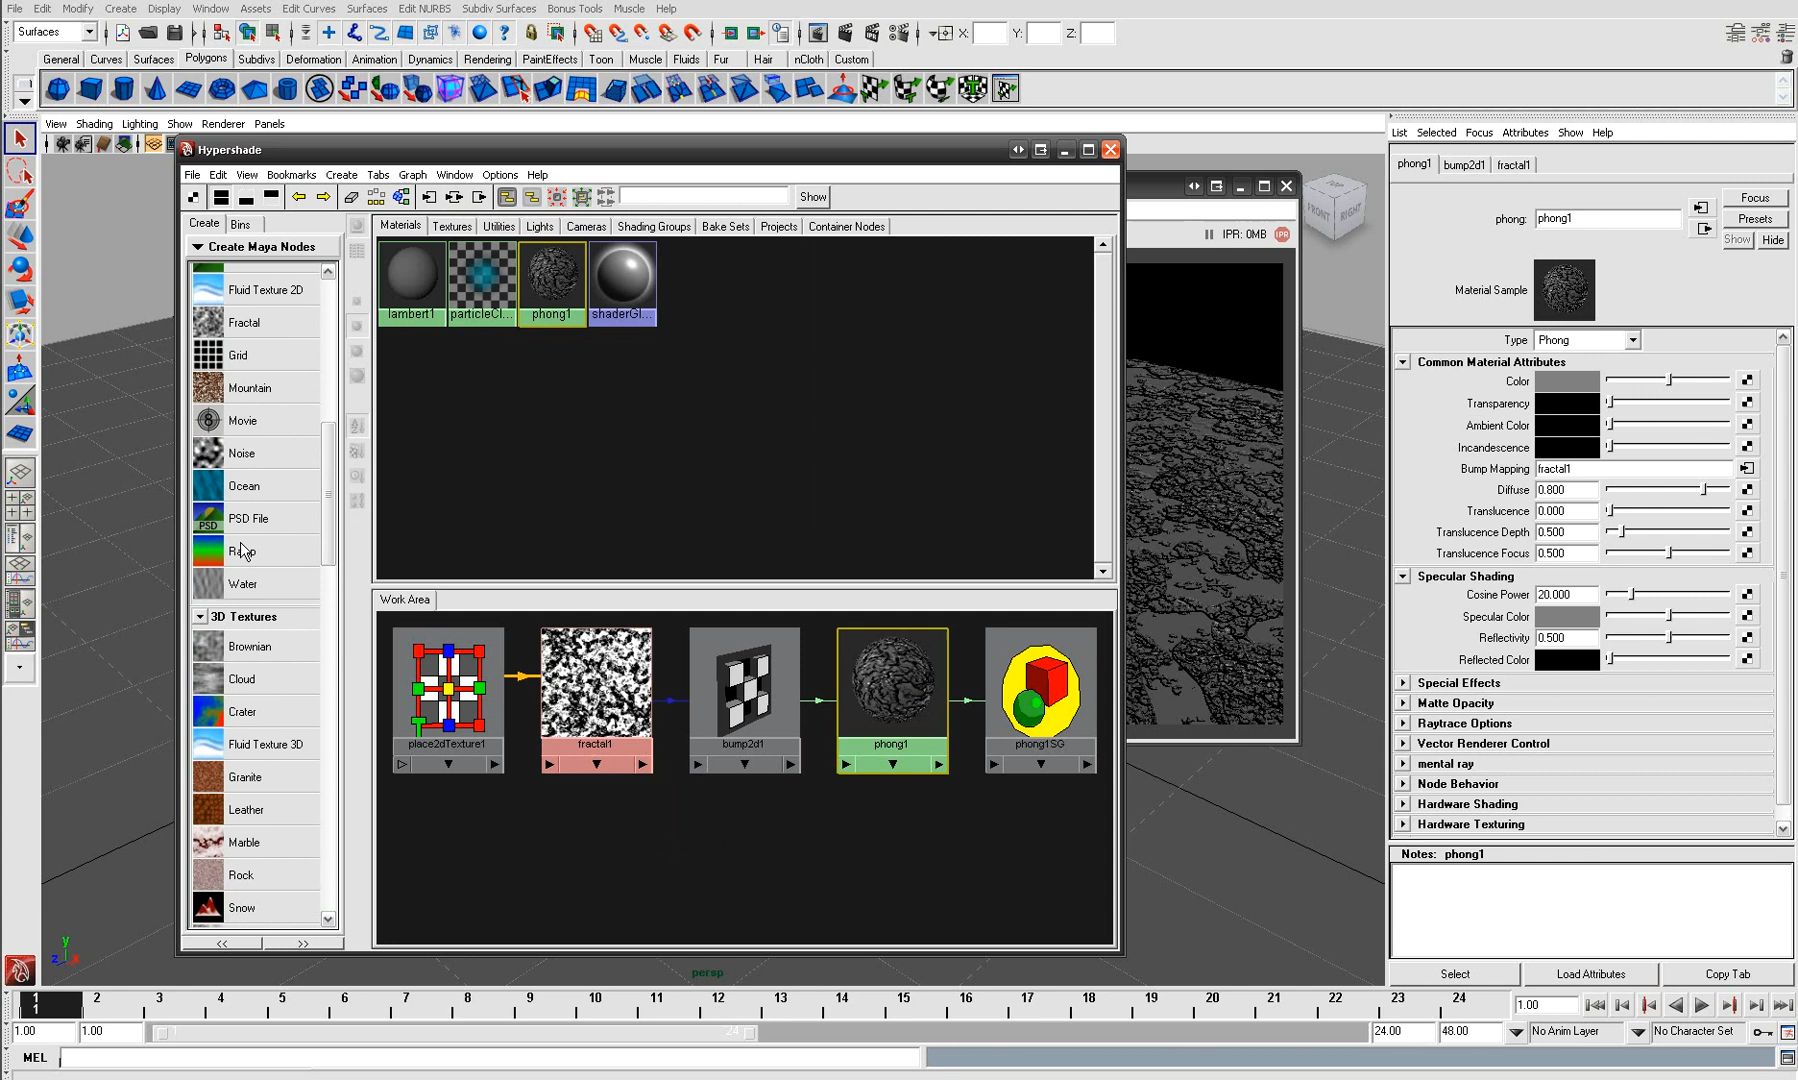 File Edit Modify Create Display Window Assets Edit Curves Surfaces Edit NURBS Subdiv Surfaces Bonus Tools Muscle Help
Surfaces X: Y: Z:
General Curves Surfaces Polygons Subdivs Deformation Animation Dynamics Rendering PaintEffects Toon Muscle Fluids Fur Hair nCloth Custom
View Shading Lighting Show Renderer Panels
Hypershade
File Edit View Bookmarks Create Tabs Graph Window Options Help
Show
Create Bins
Create Maya Nodes
Fluid Texture 2D
Fractal
Grid
Mountain
Movie
Noise
Ocean
PSD File
PSD
Water
3D Textures
Brownian
Cloud
Crater
Fluid Texture 3D
Granite
Leather
Marble
Rock
Snow
<< >>
Materials Textures Utilities Lights Cameras Shading Groups Bake Sets Projects Container Nodes
lambert1 particleCl... phong1 shaderGl...
Work Area
place2dTexture1 fractal1 bump2d1 phong1 phong1SG
IPR: 0MB IPR
TOP
FRONT RIGHT
List Selected Focus Attributes Show Help
phong1 bump2d1 fractal1
phong: phong1
Focus
Presets
Show Hide
Material Sample
Type Phong
Common Material Attributes
Color
Transparency
Ambient Color
Incandescence
Bump Mapping fractal1
Diffuse 0.800
Translucence 0.000
Translucence Depth 0.500
Translucence Focus 0.500
Specular Shading
Cosine Power 20.000
Specular Color
Reflectivity 0.500
Reflected Color
Special Effects
Matte Opacity
Raytrace Options
Vector Renderer Control
mental ray
Node Behavior
Hardware Shading
Hardware Texturing
Notes: phong1
Select Load Attributes Copy Tab
y
z x
persp
1 2 3 4 5 6 7 8 9 10 11 12 13 14 15 16 17 18 19 20 21 22 23 24
1
1.00
1.00 1.00 1 24 24.00 48.00 No Anim Layer No Character Set
MEL